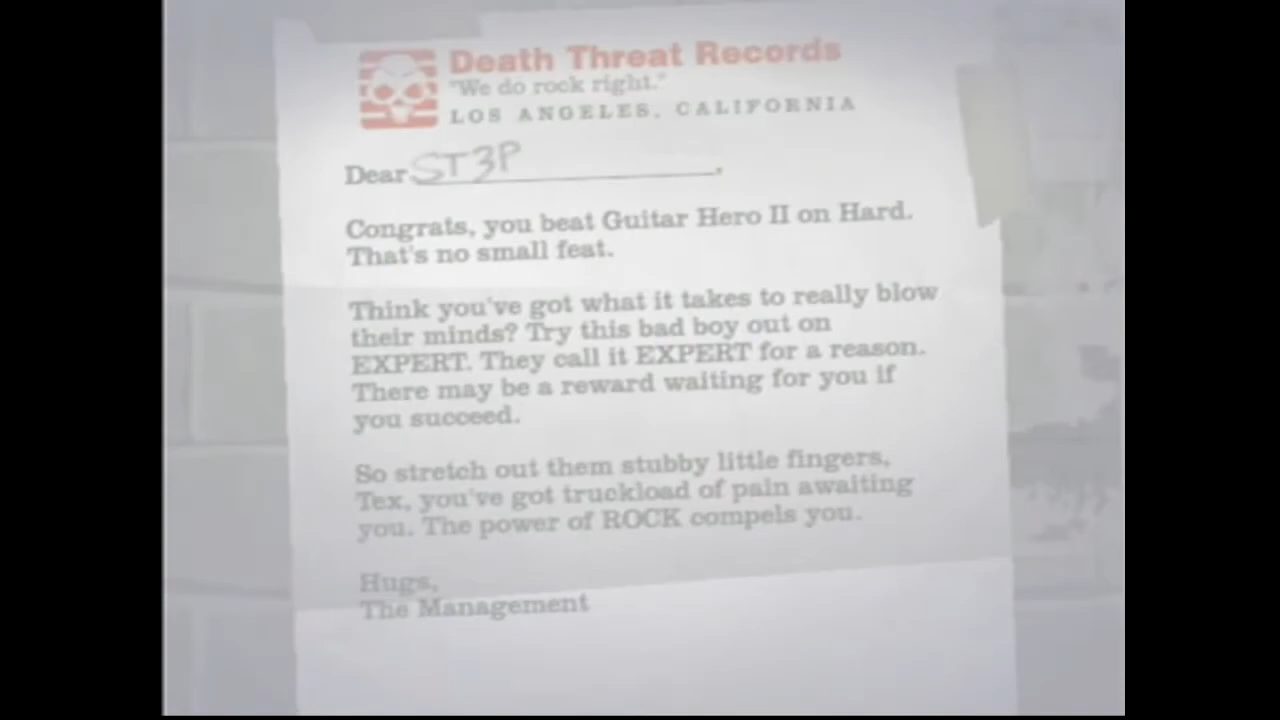 Death Threat Records
"We do rock right."
LOS ANGELES, CALIFORNIA
Dear ST3P.
Congrats, you beat Guitar Hero II on Hard.
That's no small feat.
Think you've got what it takes to really blow
their minds? Try this bad boy out on
EXPERT. They call it EXPERT for a reason.
There may be a reward waiting for you if
you succeed.
So stretch out them stubby little fingers,
Tex, you've got truckload of pain awaiting
you. The power of ROCK compels you.
Hugs,
The Management